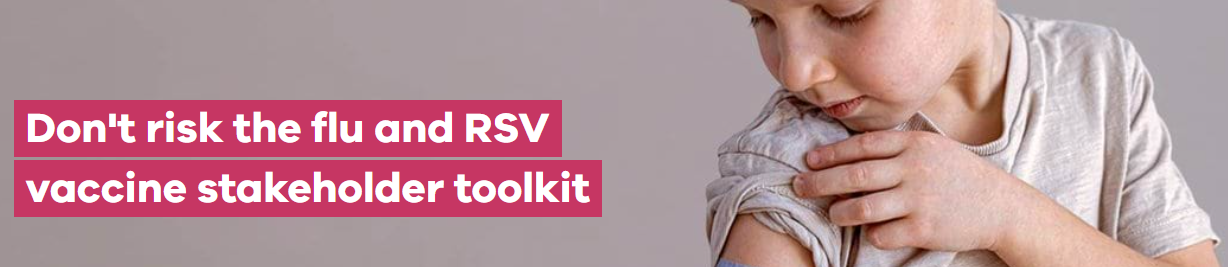 Don't risk the flu and RSV
vaccine stakeholder toolkit